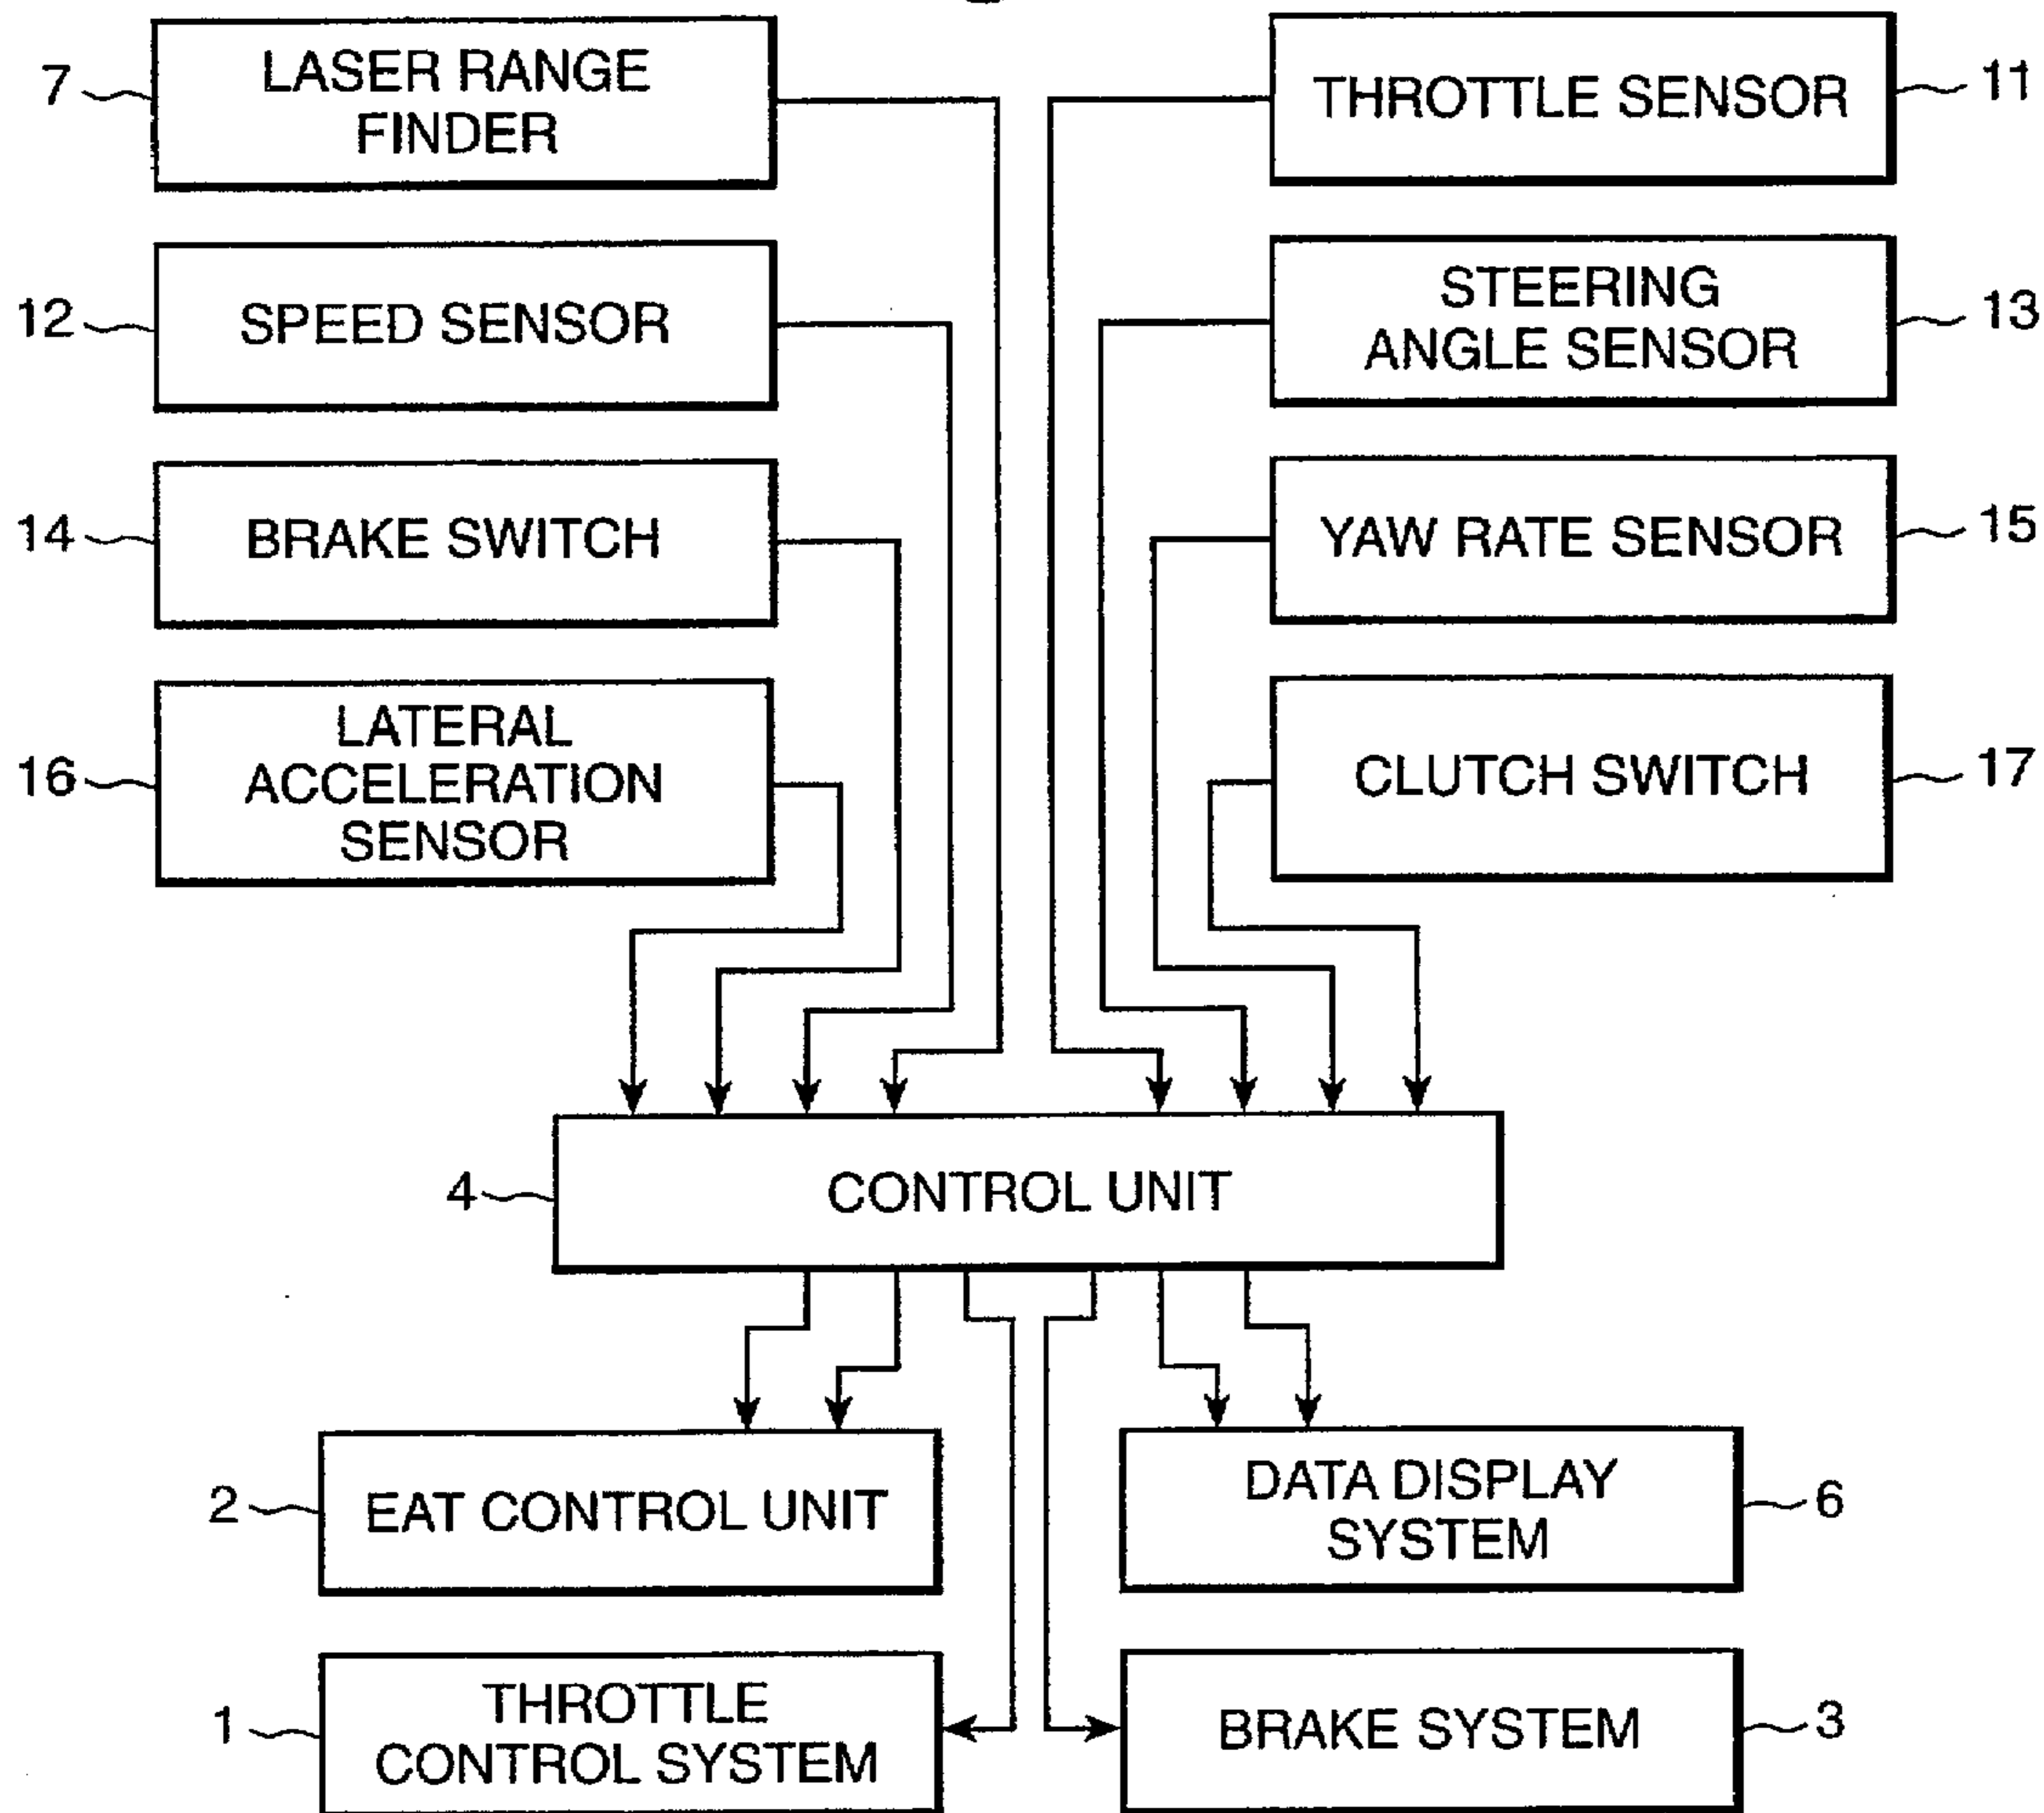 7
LASER RANGE
FINDER
THROTTLE SENSOR
11
12
SPEED SENSOR
STEERING
ANGLE SENSOR
13
14
BRAKE SWITCH
YAW RATE SENSOR
15
16
LATERAL
ACCELERATION
SENSOR
CLUTCH SWITCH
17
4
CONTROL UNIT
2
EAT CONTROL UNIT
DATA DISPLAY
SYSTEM
6
1
THROTTLE
CONTROL SYSTEM
BRAKE SYSTEM
3